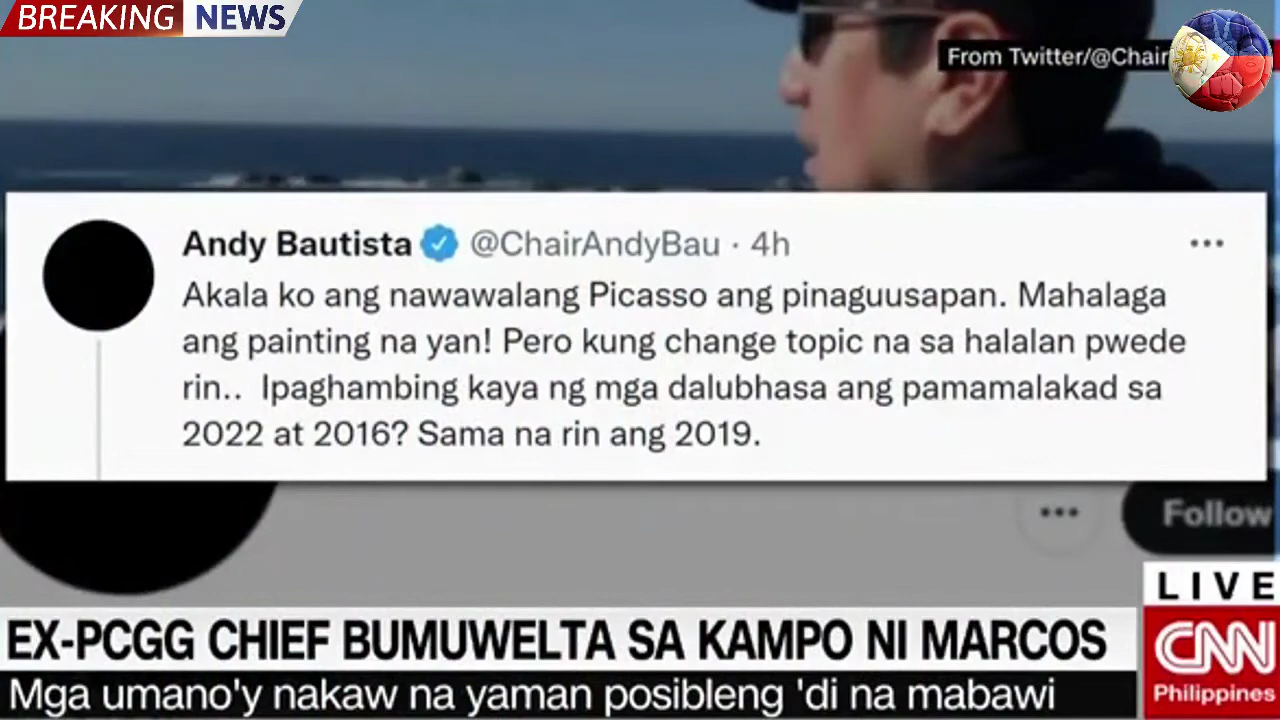 BREAKING NEWS
From Twitter/@Chair
Andy Bautista @ChairAndyBau · 4h
Akala ko ang nawawalang Picasso ang pinaguusapan. Mahalaga
ang painting na yan! Pero kung change topic na sa halalan pwede
rin.. Ipaghambing kaya ng mga dalubhasa ang pamamalakad sa
2022 at 2016? Sama na rin ang 2019.
Follow
LIVE
EX-PCGG CHIEF BUMUWELTA SA KAMPO NI MARCOS
CNN
Philippines
Mga umano'y nakaw na yaman posibleng 'di na mabawi